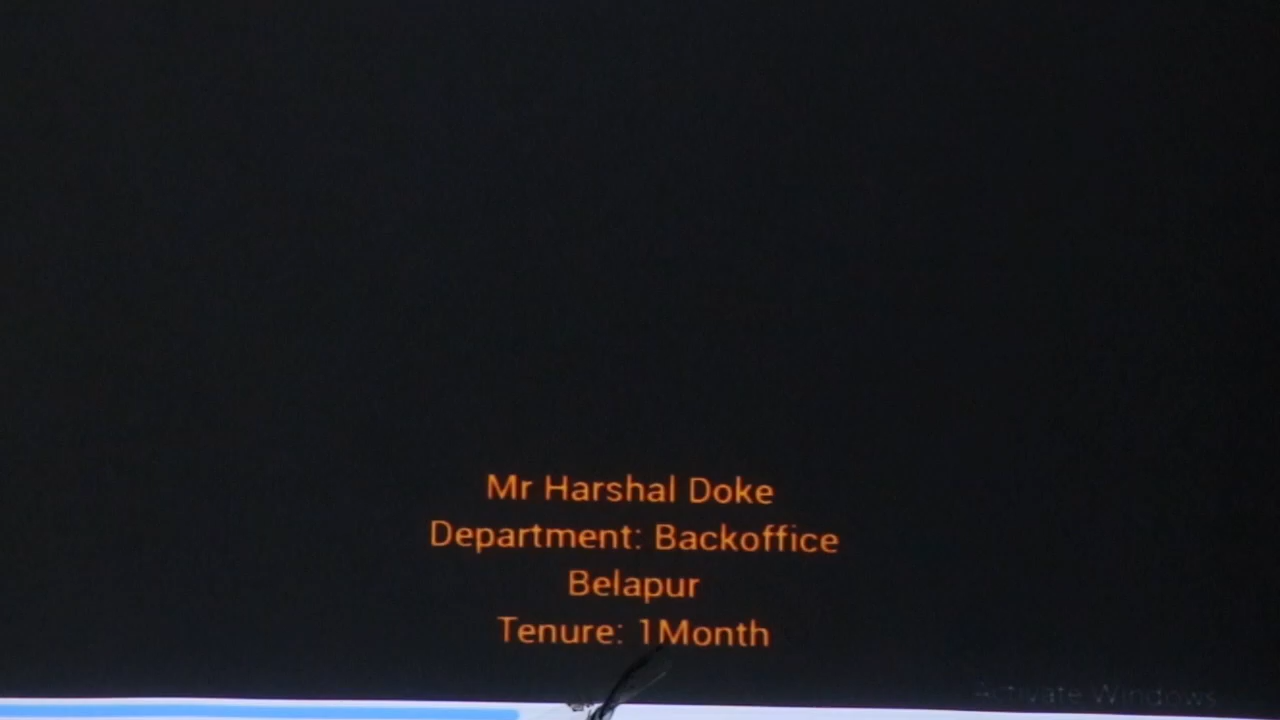 Mr Harshal Doke
Department: Backoffice
Belapur
Tenure: 1Month
Activate Windows